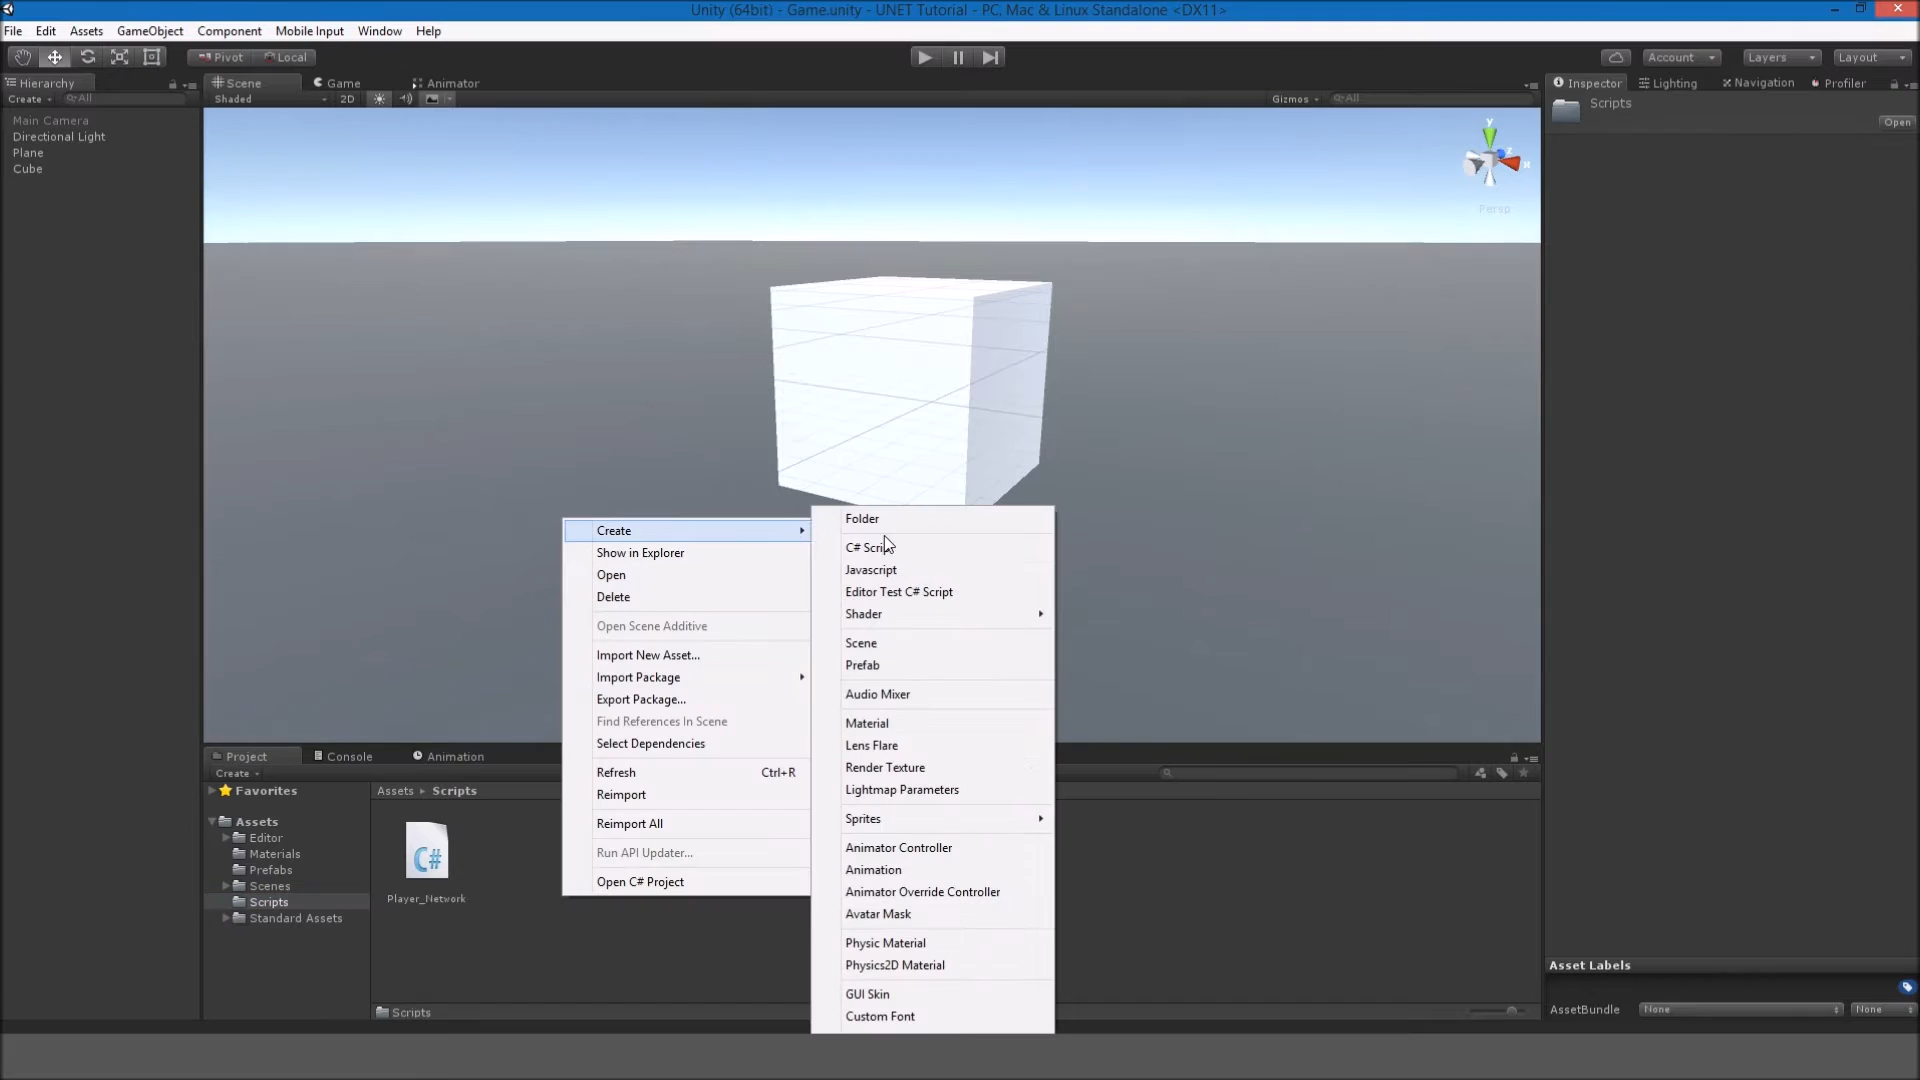 Unity (64bit) - Game.unity - UNET Tutorial - PC, Mac & Linux Standalone <DX11>
File Edit Assets GameObject Component Mobile Input Window Help
Pivot Local Account Layers Layout
Hierarchy Scene Game Animator Inspector Lighting Navigation Profiler
Create All Shaded 2D Gizmos All
Scripts
Open
Main Camera
Directional Light
Plane
Cube
y
z
x
Persp
Create
Show in Explorer
Open
Delete
Open Scene Additive
Import New Asset...
Import Package
Export Package...
Find References In Scene
Select Dependencies
Refresh Ctrl+R
Reimport
Reimport All
Run API Updater...
Open C# Project
Folder
C# Scri
Javascript
Editor Test C# Script
Shader
Scene
Prefab
Audio Mixer
Material
Lens Flare
Render Texture
Lightmap Parameters
Sprites
Animator Controller
Animation
Animator Override Controller
Avatar Mask
Physic Material
Physics2D Material
GUI Skin
Custom Font
Project Console Animation
Create
Favorites
Assets
Editor
Materials
Prefabs
Scenes
Scripts
Standard Assets
Assets Scripts
C#
Player_Network
Scripts
Asset Labels
AssetBundle None None